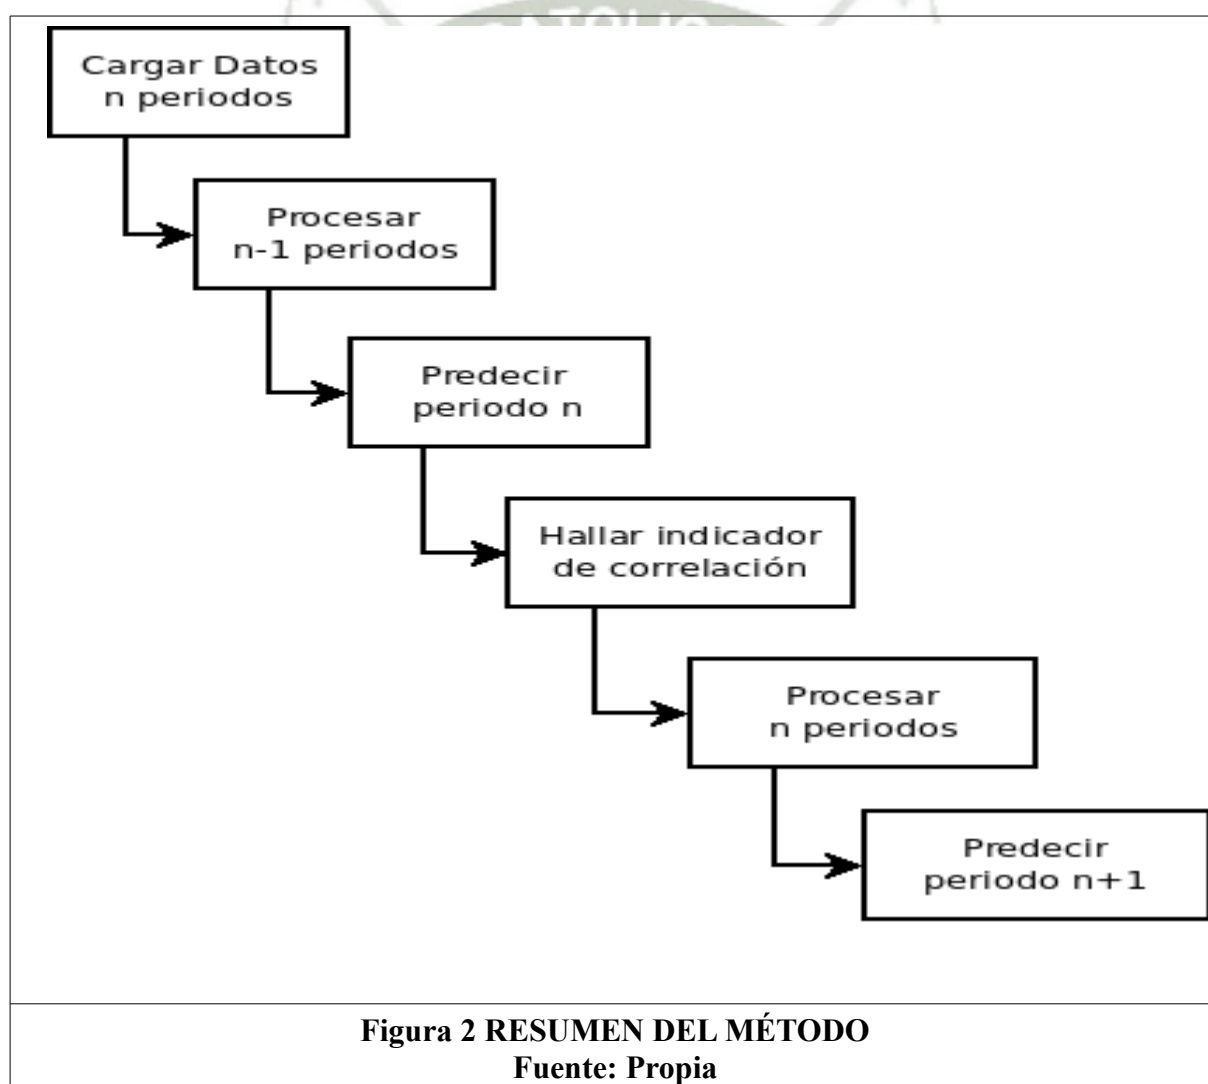 Cargar Datos
n periodos
Procesar
n-1 periodos
Predecir
periodo n
Hallar indicador
de correlación
Procesar
n periodos
Predecir
periodo n+1
Figura 2 RESUMEN DEL MÉTODO
Fuente: Propia